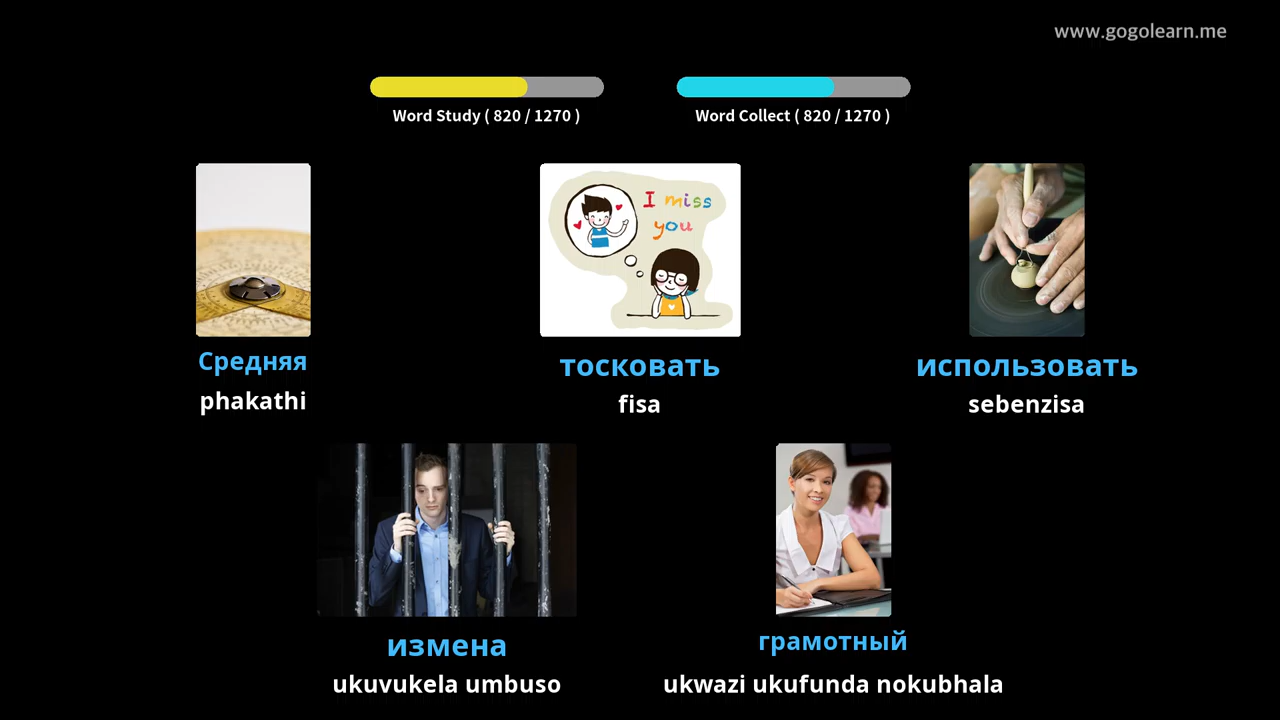 www.gogolearn.me
Word Study ( 820 / 1270 )
Word Collect ( 820 / 1270 )
I miss
you
Средняя
phakathi
тосковать
fisa
использовать
sebenzisa
измена
ukuvukela umbuso
грамотный
ukwazi ukufunda nokubhala